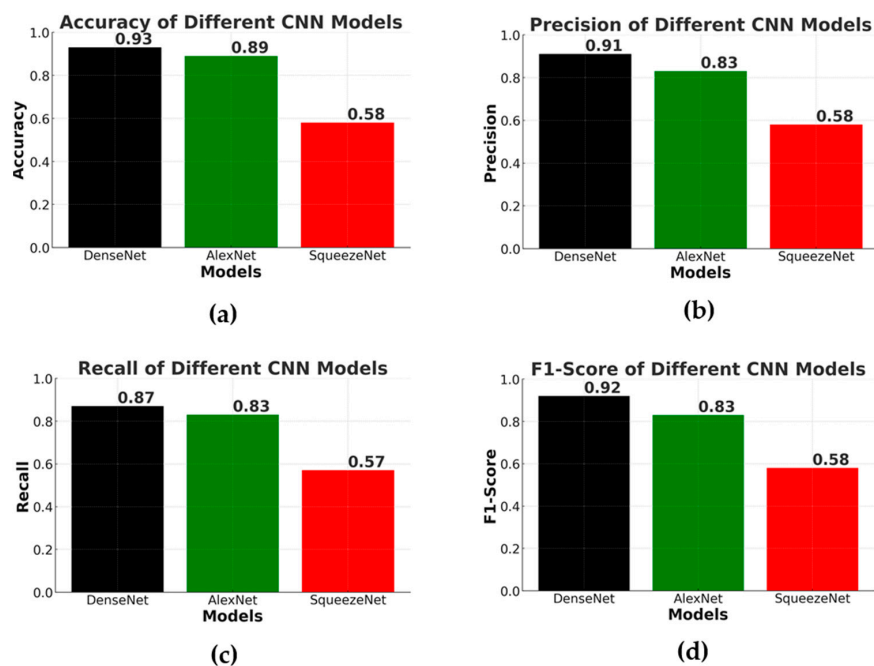 Accuracy of Different CNN Models
1.0
0.8
0.6
0.4
0.2
0.0
Accuracy
0.93
0.89
0.58
DenseNet AlexNet SqueezeNet
Models
(a)
Precision of Different CNN Models
1.0
0.8
0.6
0.4
0.2
0.0
Precision
0.91
0.83
0.58
DenseNet AlexNet SqueezeNet
Models
(b)
Recall of Different CNN Models
1.0
0.8
0.6
0.4
0.2
0.0
Recall
0.87
0.83
0.57
DenseNet AlexNet SqueezeNet
Models
(c)
F1-Score of Different CNN Models
1.0
0.8
0.6
0.4
0.2
0.0
F1-Score
0.92
0.83
0.58
DenseNet AlexNet SqueezeNet
Models
(d)